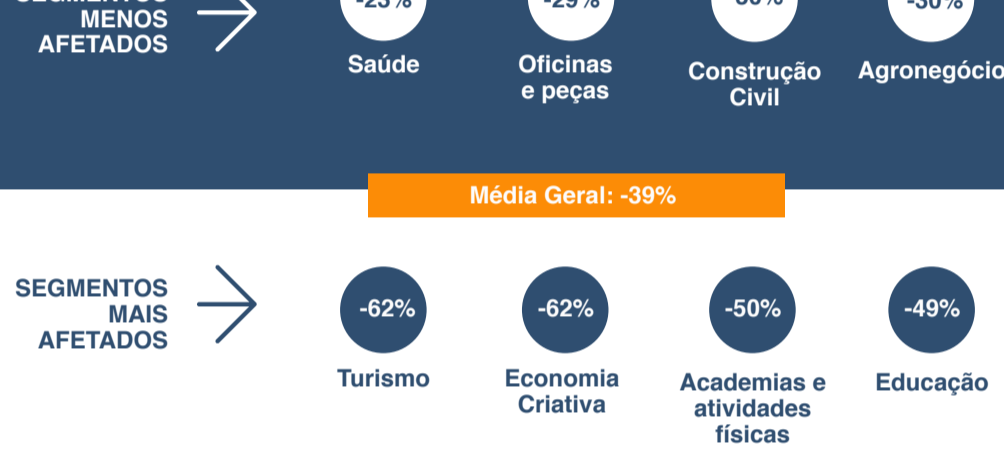 MENOS
AFETADOS
Saúde
Oficinas
e peças
Construção
Civil
Agronegócio
Média Geral: -39%
SEGMENTOS
MAIS
AFETADOS
-62%
-62%
-50%
-49%
Turismo
Economia
Criativa
Academias e
atividades
físicas
Educação